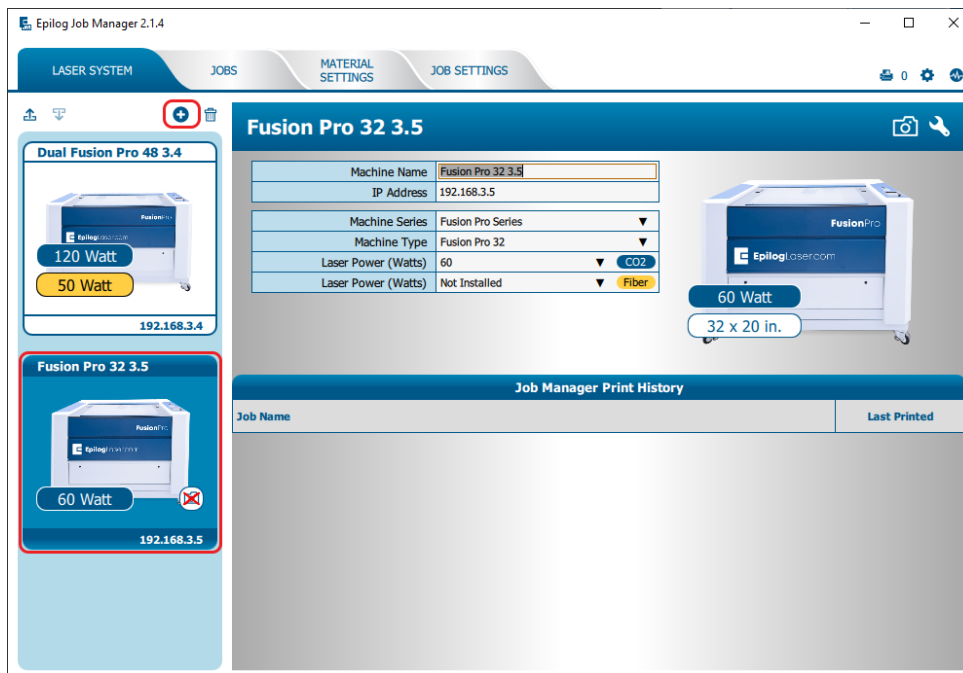 Epilog Job Manager 2.1.4
LASER SYSTEM
JOBS
MATERIAL
SETTINGS
JOB SETTINGS
0
Dual Fusion Pro 48 3.4
FusionPro
EpilogLaser.com
120 Watt
50 Watt
192.168.3.4
Fusion Pro 32 3.5
FusionPro
EpilogLaser.com
60 Watt
192.168.3.5
Fusion Pro 32 3.5
Machine Name Fusion Pro 32 3.5
IP Address 192.168.3.5
Machine Series Fusion Pro Series
Machine Type Fusion Pro 32
Laser Power (Watts) 60 CO2
Laser Power (Watts) Not Installed Fiber
FusionPro
EpilogLaser.com
60 Watt
32 x 20 in.
Job Manager Print History
Job Name Last Printed